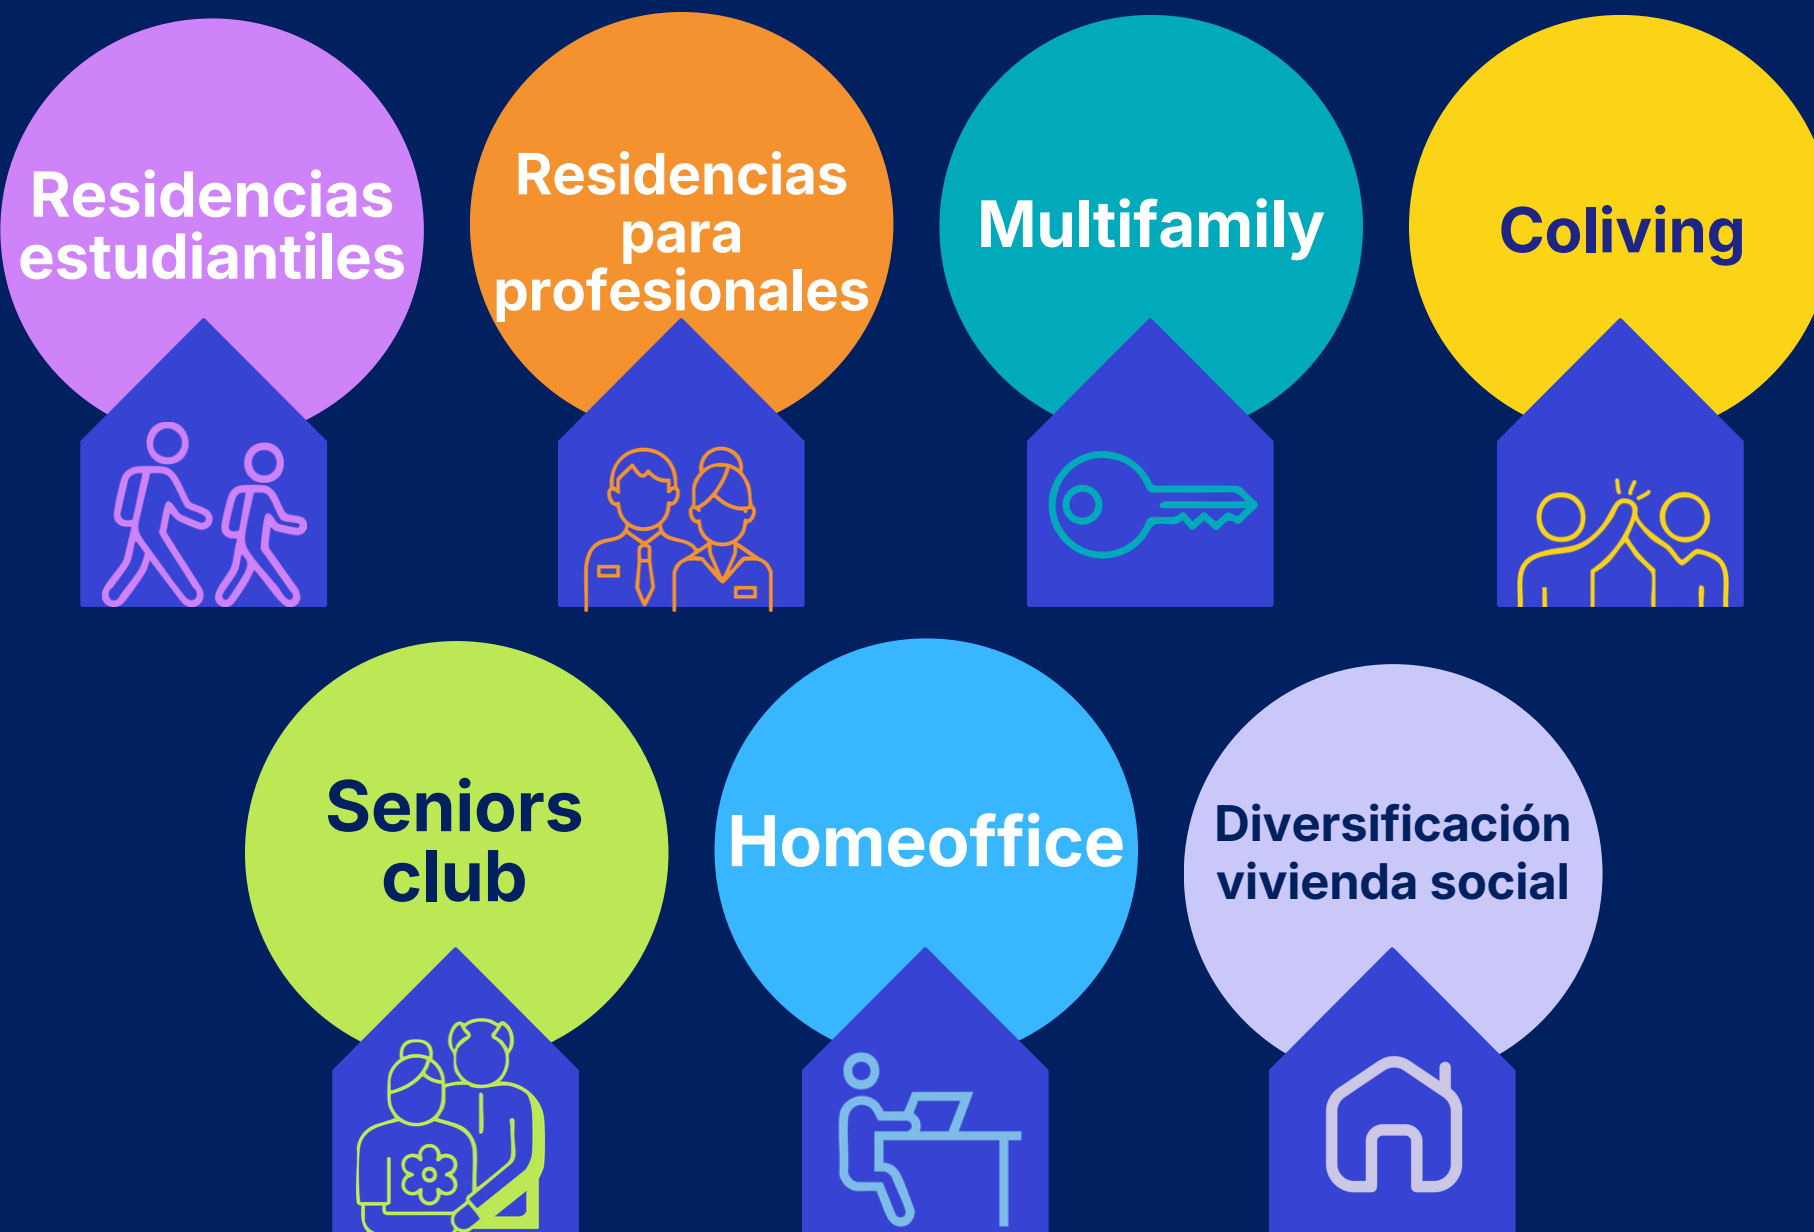 Residencias
estudiantiles
Residencias
para
profesionales
Multifamily
Coliving
Seniors
club
Homeoffice
Diversificación
vivienda social